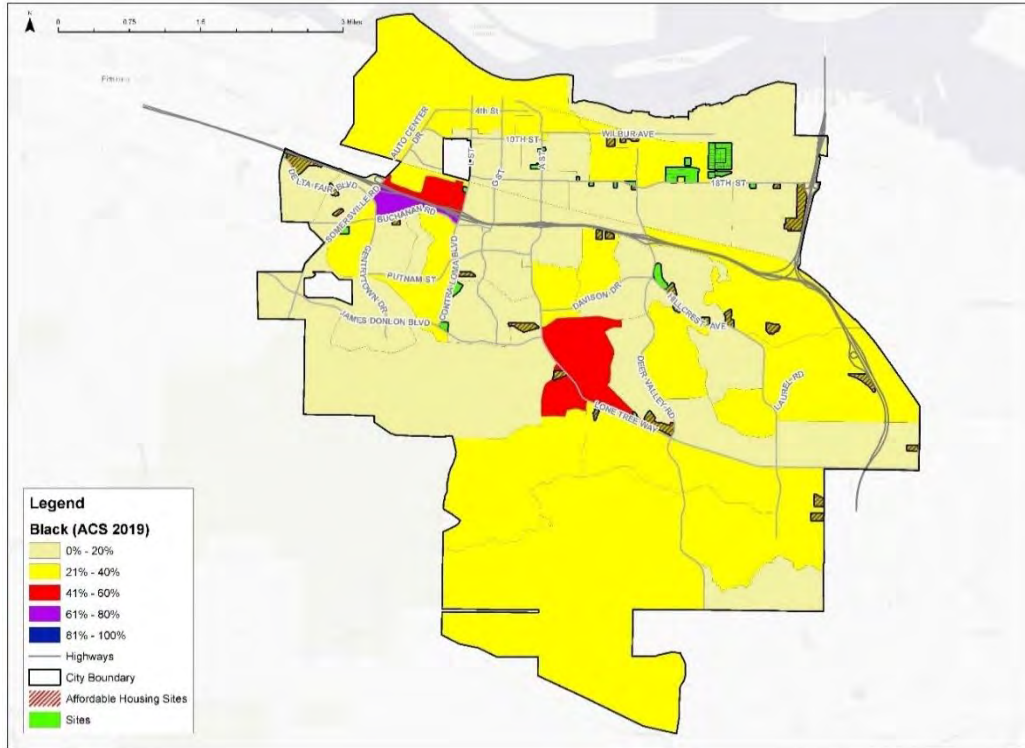 N
0 0.75 1.5 3 Miles
4th St
AUTO CENTER DR
10TH ST
WILBUR AVE
L ST
G ST
A ST
18TH ST
DELTA FAIR BLVD
SOMERSVILLE RD
BUCHANAN RD
GENTRYTOWN DR
PUTNAM ST
CONTRA LOMA BLVD
DAVISON DR
HILLCREST AVE
JAMES DONLON BLVD
DEER VALLEY RD
LAUREL RD
LONE TREE WAY
Legend
Black (ACS 2019)
0% - 20%
21% - 40%
41% - 60%
61% - 80%
81% - 100%
Highways
City Boundary
Affordable Housing Sites
Sites